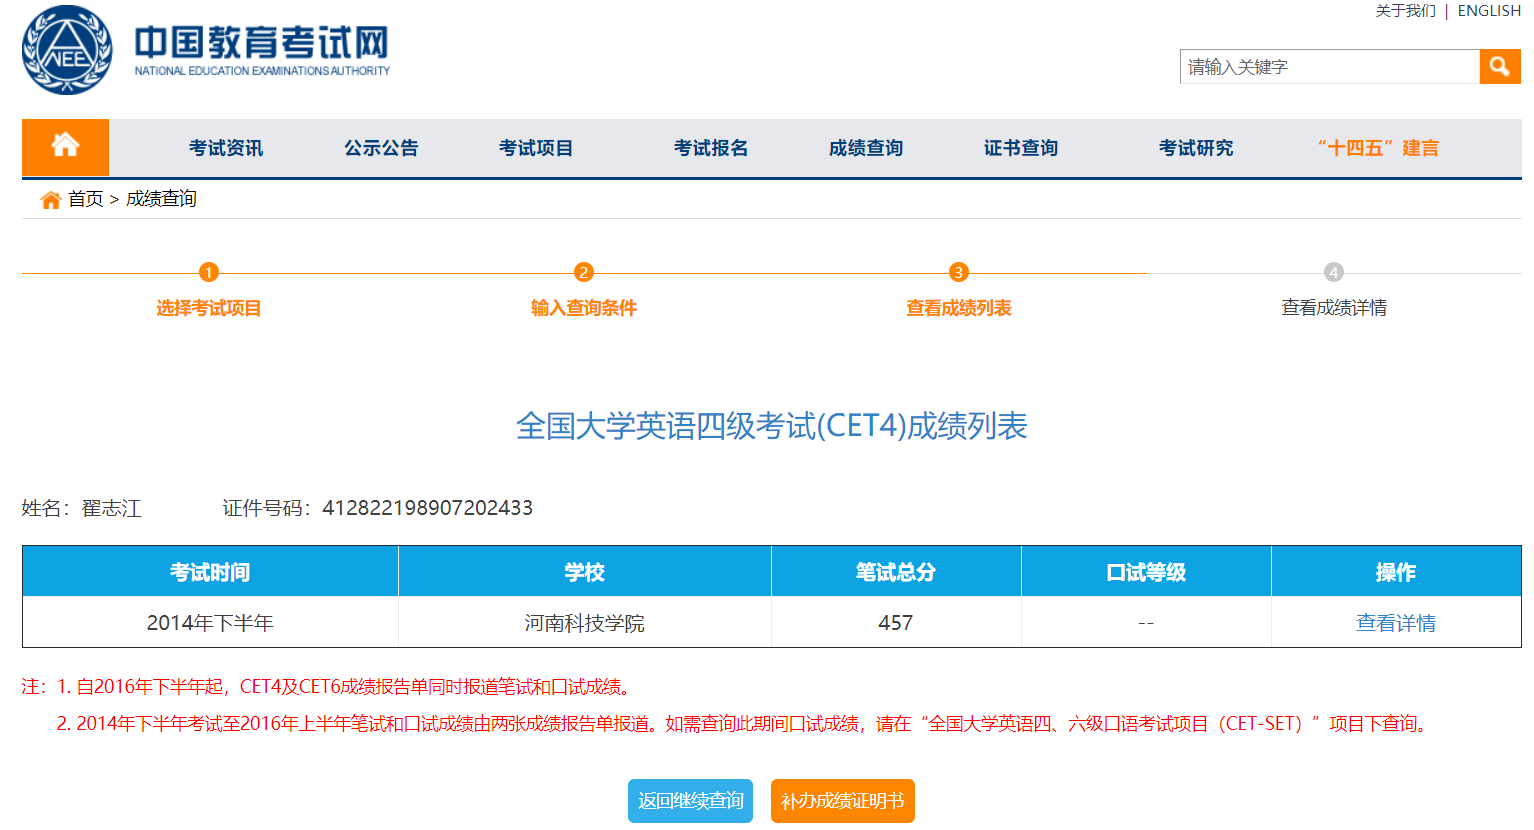 关于我们 | ENGLISH
NEE
中国教育考试网
NATIONAL EDUCATION EXAMINATIONS AUTHORITY
请输入关键字
考试资讯 公示公告 考试项目 考试报名 成绩查询 证书查询 考试研究 “十四五”建言
首页 > 成绩查询
1 2 3 4
选择考试项目 输入查询条件 查看成绩列表 查看成绩详情
全国大学英语四级考试(CET4)成绩列表
姓名：翟志江 证件号码：412822198907202433
考试时间 学校 笔试总分 口试等级 操作
2014年下半年 河南科技学院 457 -- 查看详情
注：1. 自2016年下半年起，CET4及CET6成绩报告单同时报道笔试和口试成绩。
2. 2014年下半年考试至2016年上半年笔试和口试成绩由两张成绩报告单报道。如需查询此期间口试成绩，请在“全国大学英语四、六级口语考试项目（CET-SET）”项目下查询。
返回继续查询 补办成绩证明书